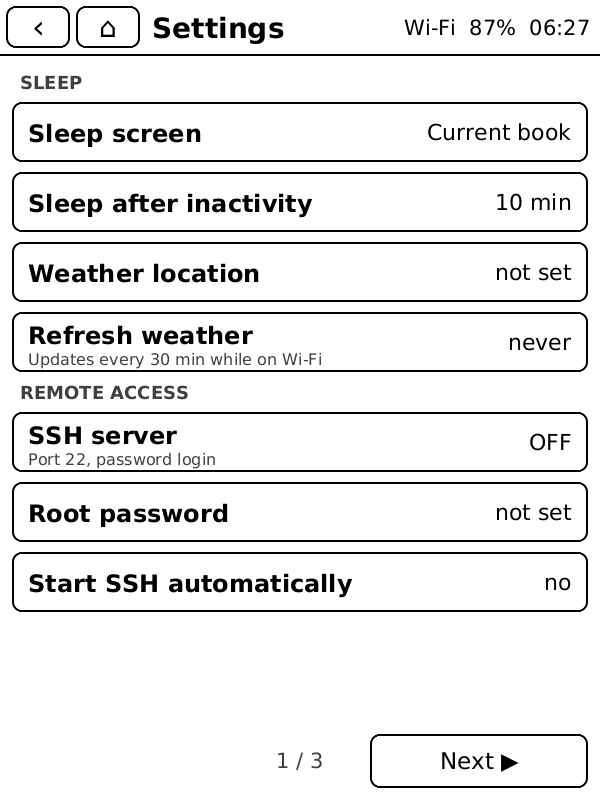 ‹ ⌂ Settings Wi-Fi 87% 06:27
SLEEP
Sleep screen Current book
Sleep after inactivity 10 min
Weather location not set
Refresh weather never
Updates every 30 min while on Wi-Fi
REMOTE ACCESS
SSH server OFF
Port 22, password login
Root password not set
Start SSH automatically no
1 / 3 Next ▶